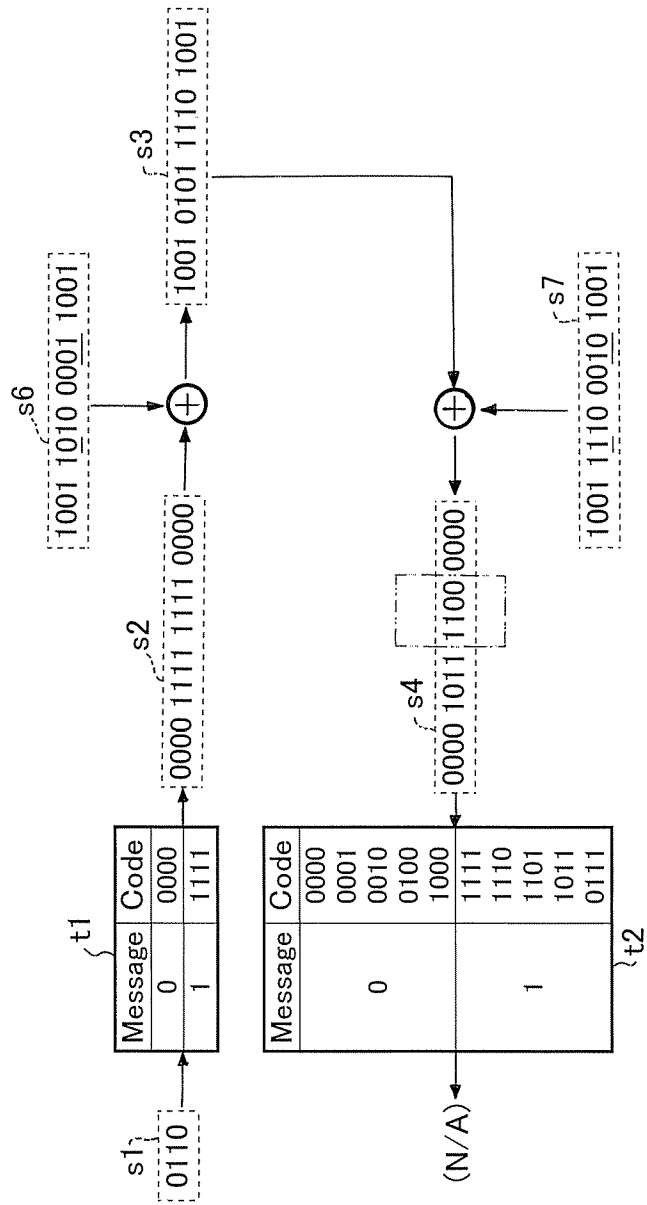 s1
0110
t1
Message Code
0 0000
1 1111
s2
0000 1111 1111 0000
s6
1001 1010 0001 1001
+
s3
1001 0101 1110 1001
+
s7
1001 1110 0010 1001
s4
0000 1011 1100 0000
Message Code
0
0000
0001
0010
0100
1000
1
1111
1110
1101
1011
0111
t2
(N/A)